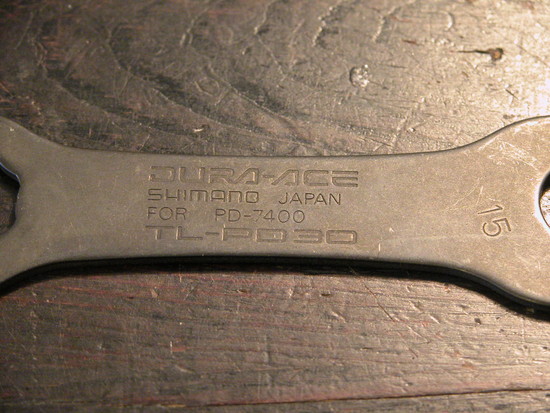 DURA-ACE
SHIMANO JAPAN
FOR PD-7400
TL-PD30
15